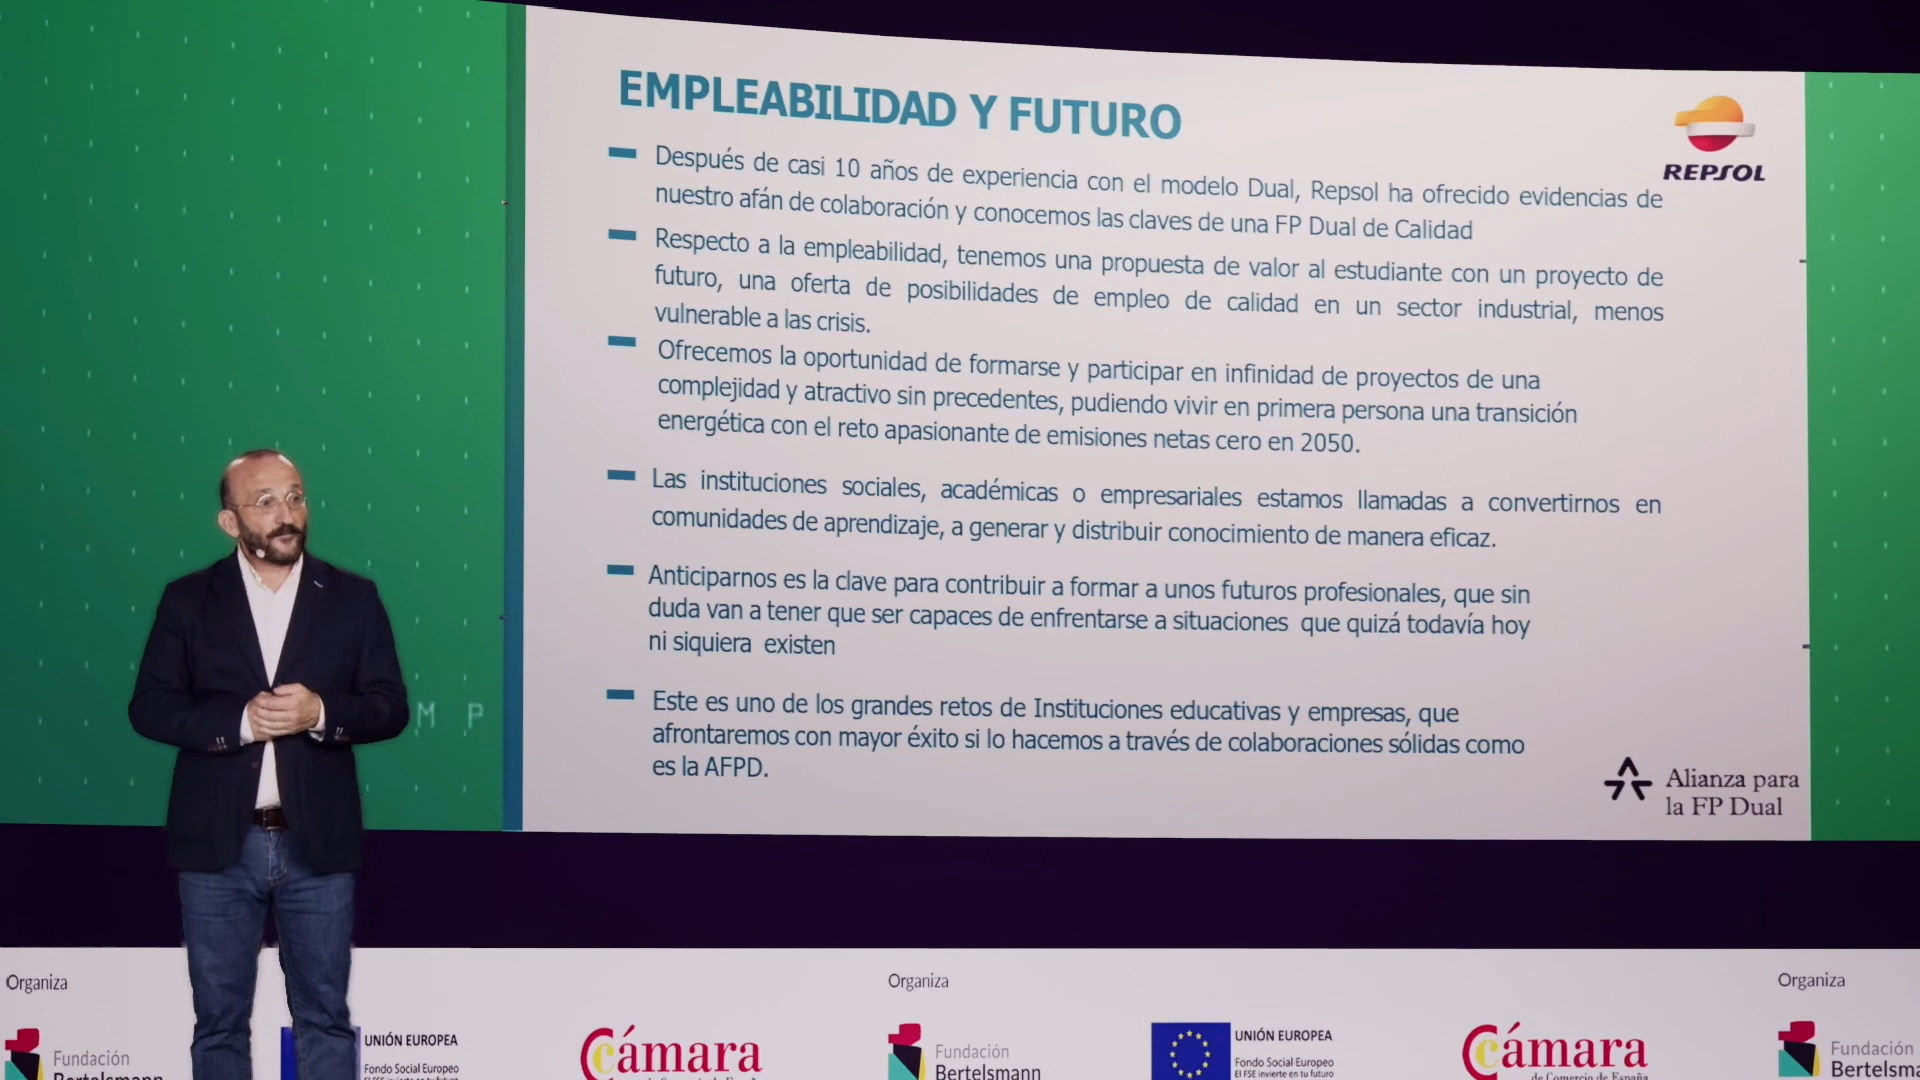 EMPLEABILIDAD Y FUTURO
REPSOL
Después de casi 10 años de experiencia con el modelo Dual, Repsol ha ofrecido evidencias de
nuestro afán de colaboración y conocemos las claves de una FP Dual de Calidad
Respecto a la empleabilidad, tenemos una propuesta de valor al estudiante con un proyecto de
futuro, una oferta de posibilidades de empleo de calidad en un sector industrial, menos
vulnerable a las crisis.
Ofrecemos la oportunidad de formarse y participar en infinidad de proyectos de una
complejidad y atractivo sin precedentes, pudiendo vivir en primera persona una transición
energética con el reto apasionante de emisiones netas cero en 2050.
Las instituciones sociales, académicas o empresariales estamos llamadas a convertirnos en
comunidades de aprendizaje, a generar y distribuir conocimiento de manera eficaz.
Anticiparnos es la clave para contribuir a formar a unos futuros profesionales, que sin
duda van a tener que ser capaces de enfrentarse a situaciones que quizá todavía hoy
ni siquiera existen
Este es uno de los grandes retos de Instituciones educativas y empresas, que
afrontaremos con mayor éxito si lo hacemos a través de colaboraciones sólidas como
es la AFPD.
M P
Alianza para
la FP Dual
Organiza
Fundación
Bertelsmann
UNIÓN EUROPEA
Fondo Social Europeo
El FSE invierte en tu futuro
Cámara
Organiza
Fundación
Bertelsmann
UNIÓN EUROPEA
Fondo Social Europeo
El FSE invierte en tu futuro
Cámara
de Comercio de España
Organiza
Fundación
Bertelsma